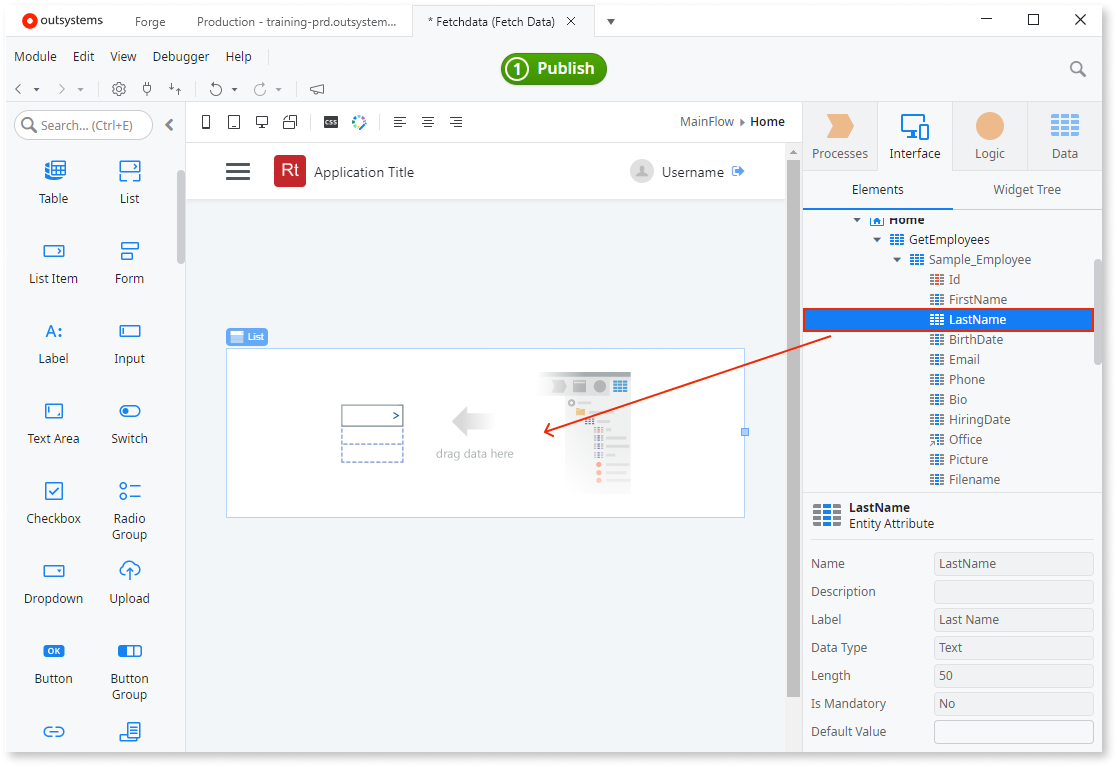 outsystems
Forge
Production - training-prd.outsystem...
* Fetchdata (Fetch Data)
Module
Edit
View
Debugger
Help
1 Publish
Search... (Ctrl+E)
CSS
MainFlow
Home
Processes
Interface
Logic
Data
Table
List
List Item
Form
A:
Label
Input
Text Area
Switch
Checkbox
Radio
Group
Dropdown
Upload
OK
Button
Button
Group
Rt
Application Title
Username
List
drag data here
Elements
Widget Tree
Home
GetEmployees
Sample_Employee
Id
FirstName
LastName
BirthDate
Email
Phone
Bio
HiringDate
Office
Picture
Filename
LastName
Entity Attribute
Name
LastName
Description
Label
Last Name
Data Type
Text
Length
50
Is Mandatory
No
Default Value